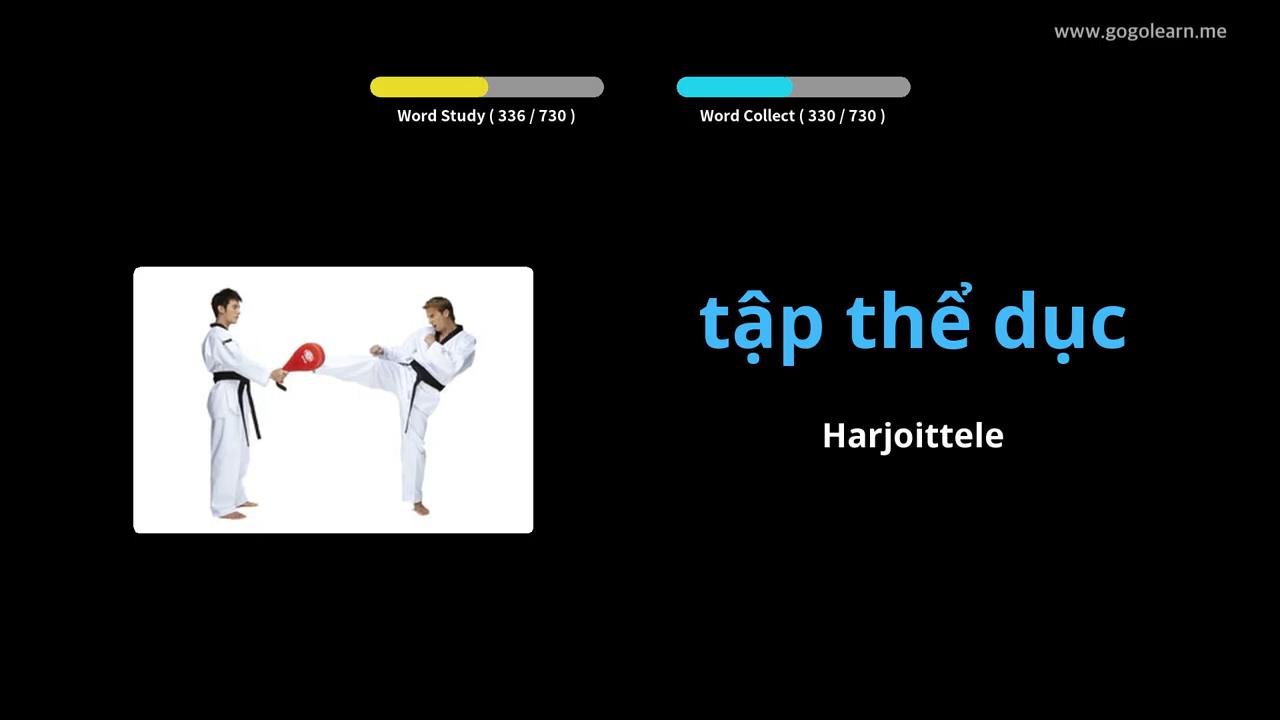 www.gogolearn.me
Word Study ( 336 / 730 )
Word Collect ( 330 / 730 )
tập thể dục
Harjoittele